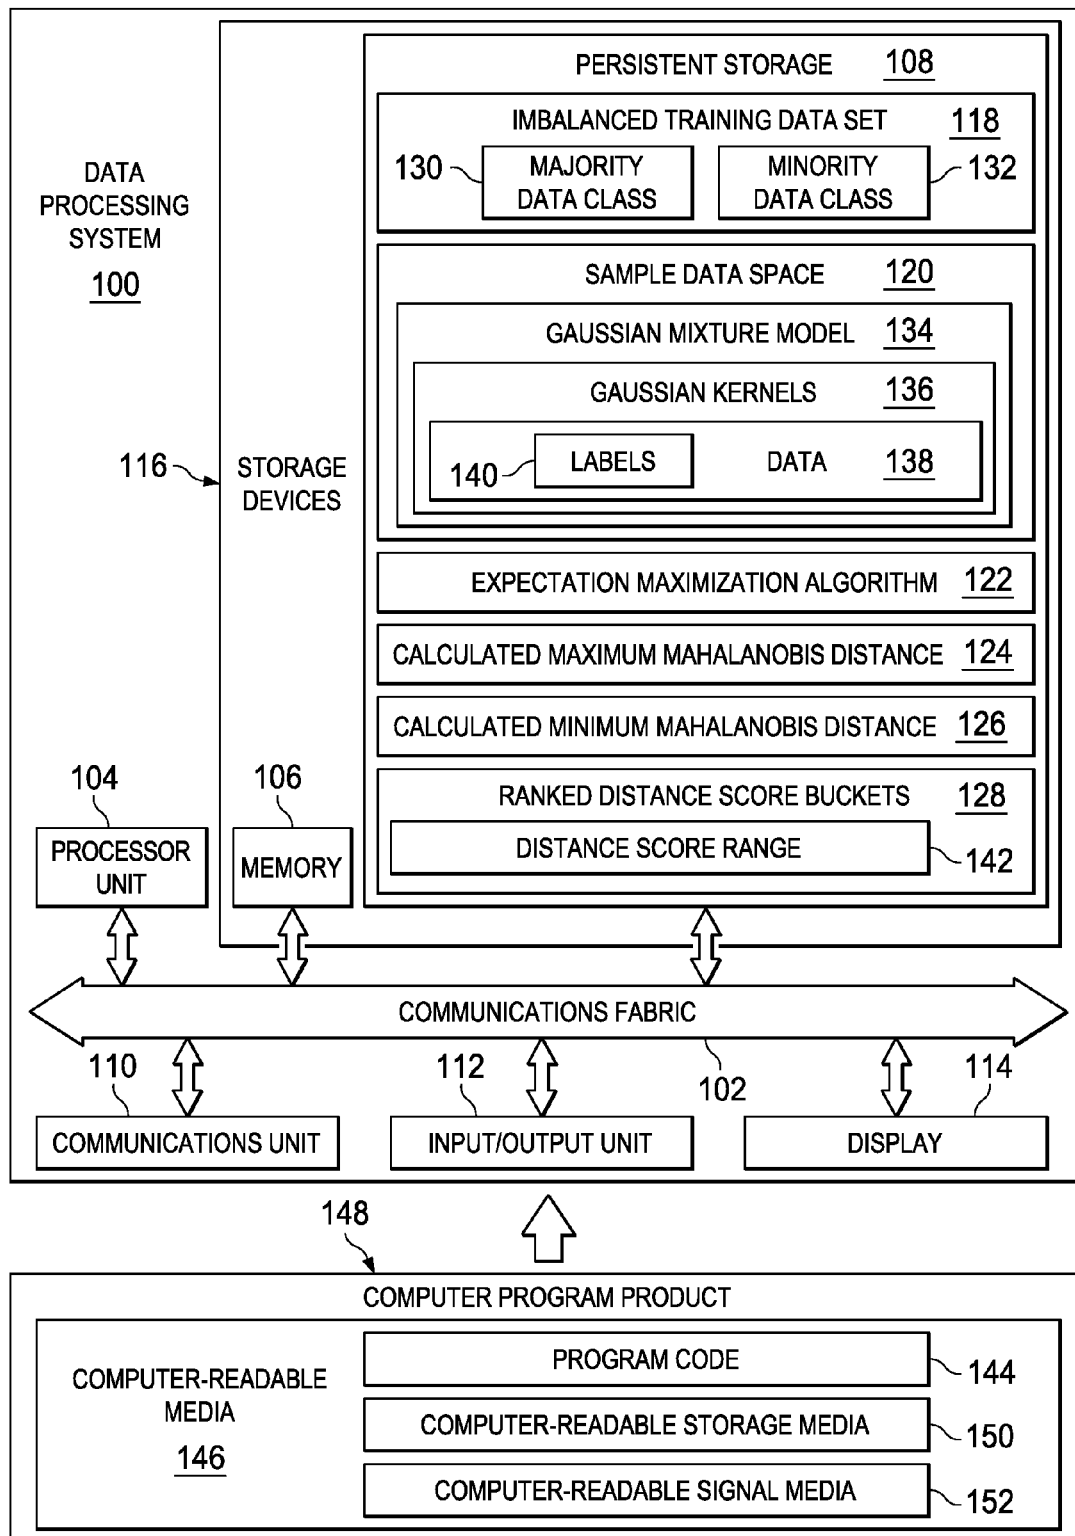 PERSISTENT STORAGE 108
IMBALANCED TRAINING DATA SET 118
130
MAJORITY
DATA CLASS
MINORITY
DATA CLASS
132
DATA
PROCESSING
SYSTEM
100
SAMPLE DATA SPACE 120
GAUSSIAN MIXTURE MODEL 134
GAUSSIAN KERNELS 136
140
LABELS
DATA 138
116
STORAGE
DEVICES
EXPECTATION MAXIMIZATION ALGORITHM 122
CALCULATED MAXIMUM MAHALANOBIS DISTANCE 124
CALCULATED MINIMUM MAHALANOBIS DISTANCE 126
RANKED DISTANCE SCORE BUCKETS 128
DISTANCE SCORE RANGE
142
104
PROCESSOR
UNIT
106
MEMORY
COMMUNICATIONS FABRIC
102
110
COMMUNICATIONS UNIT
112
INPUT/OUTPUT UNIT
114
DISPLAY
148
COMPUTER PROGRAM PRODUCT
COMPUTER-READABLE
MEDIA
146
PROGRAM CODE
144
COMPUTER-READABLE STORAGE MEDIA
150
COMPUTER-READABLE SIGNAL MEDIA
152